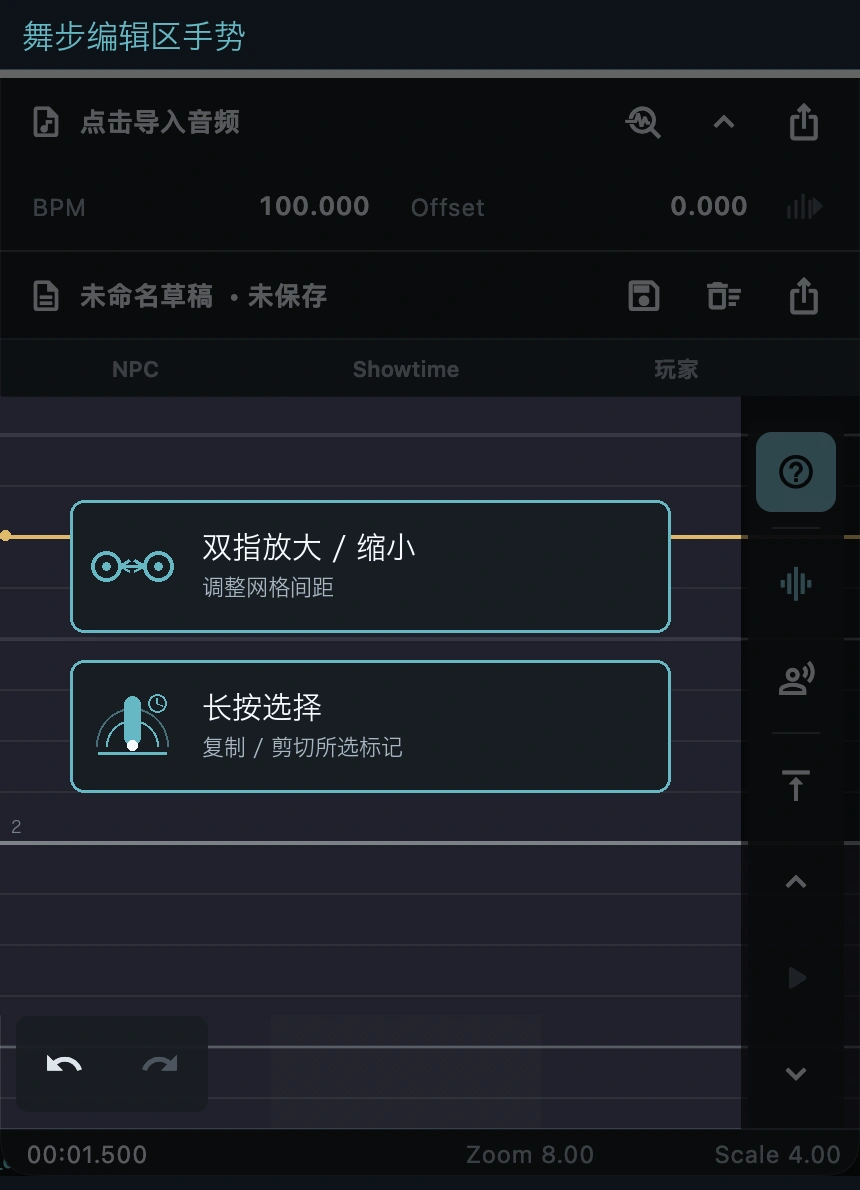 舞步编辑区手势
点击导入音频
BPM 100.000 Offset 0.000
未命名草稿 • 未保存
NPC Showtime 玩家
双指放大 / 缩小
调整网格间距
长按选择
复制 / 剪切所选标记
2
00:01.500 Zoom 8.00 Scale 4.00